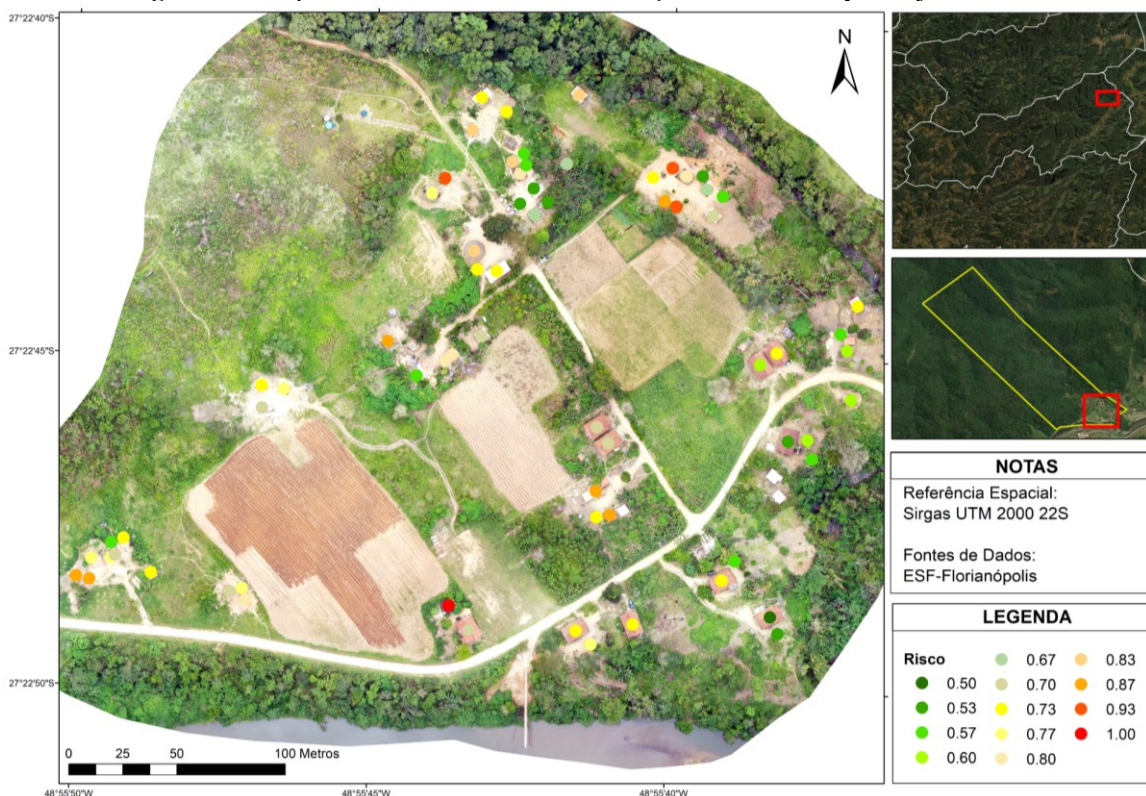 27°22'40"S
N
27°22'45"S
27°22'50"S
0 25 50 100 Metros
48°55'50"W 48°55'45"W 48°55'40"W
NOTAS
Referência Espacial:
Sirgas UTM 2000 22S
Fontes de Dados:
ESF-Florianópolis
LEGENDA
Risco
0.50
0.53
0.57
0.60
0.67
0.70
0.73
0.77
0.80
0.83
0.87
0.93
1.00